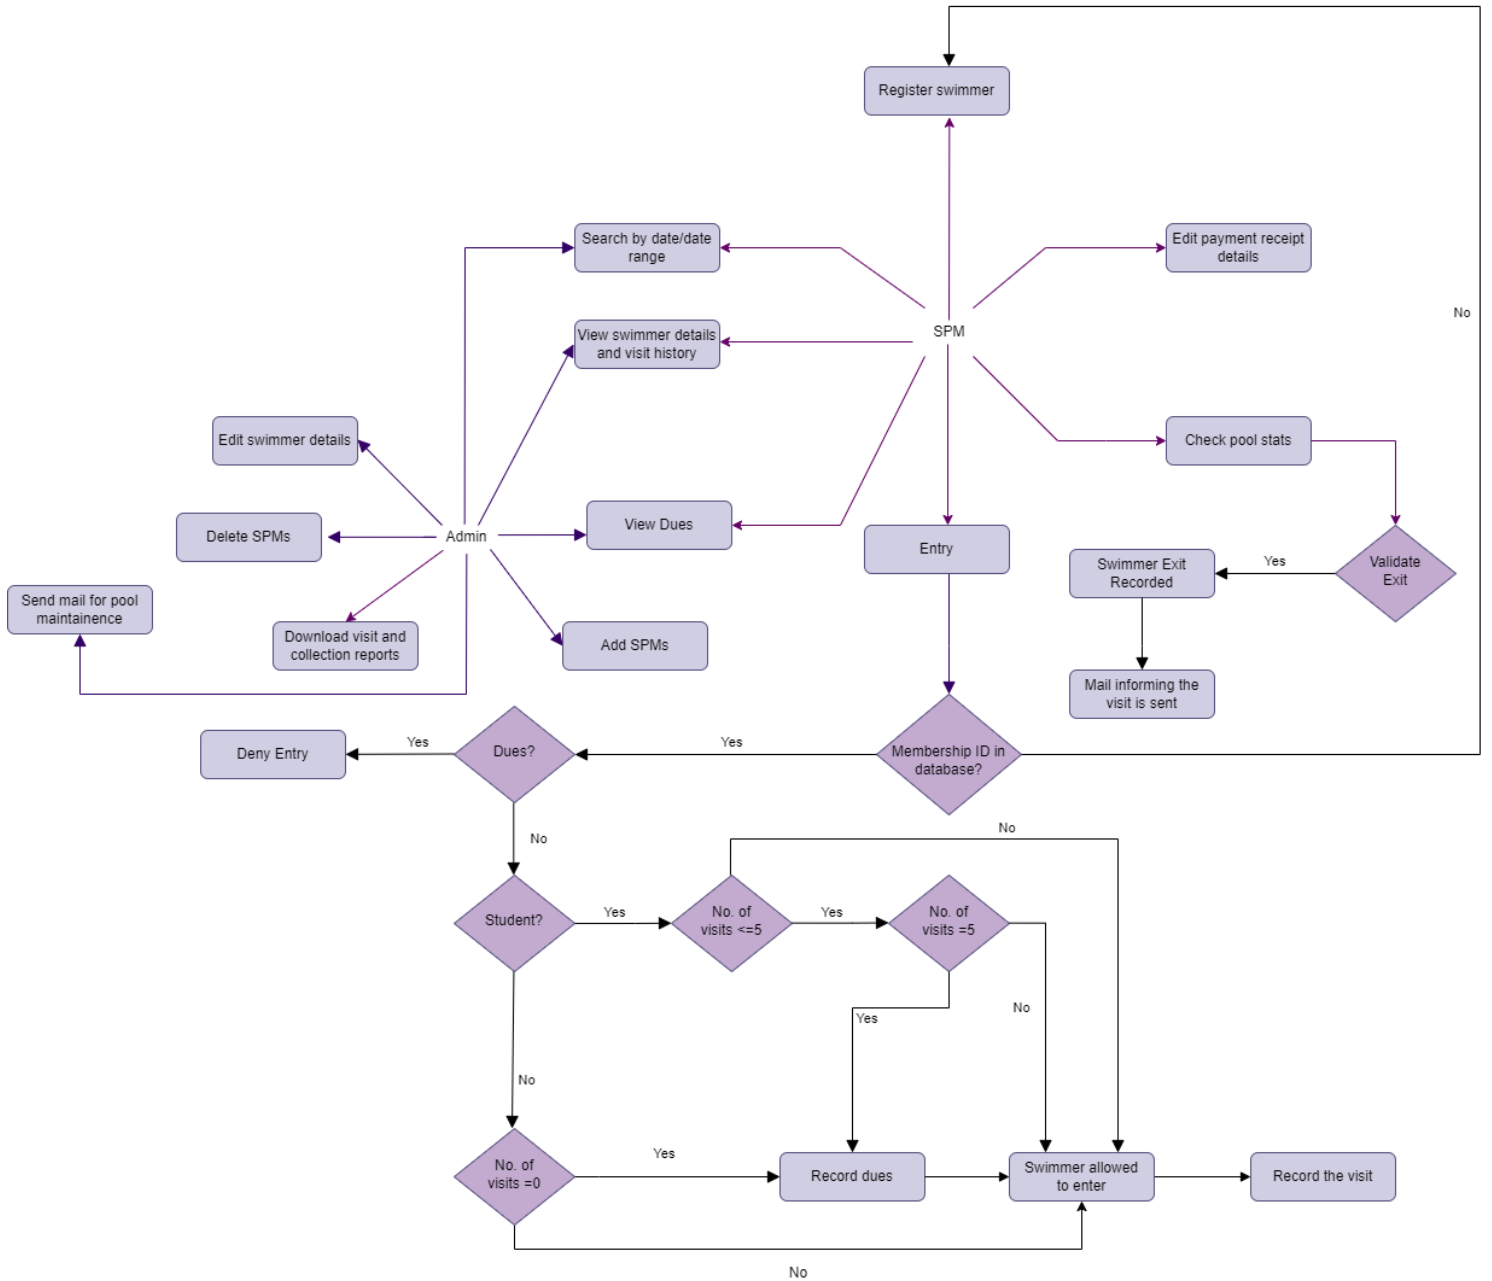 Register swimmer
Search by date/date
range
Edit payment receipt
details
No
SPM
View swimmer details
and visit history
Edit swimmer details
Check pool stats
View Dues
Delete SPMs
Admin
Entry
Swimmer Exit
Recorded
Yes
Validate
Exit
Send mail for pool
maintainence
Download visit and
collection reports
Add SPMs
Mail informing the
visit is sent
Deny Entry
Yes
Dues?
Yes
Membership ID in
database?
No
No
Student?
Yes
No. of
visits <=5
Yes
No. of
visits =5
Yes
No
No
No. of
visits =0
Yes
Record dues
Swimmer allowed
to enter
Record the visit
No